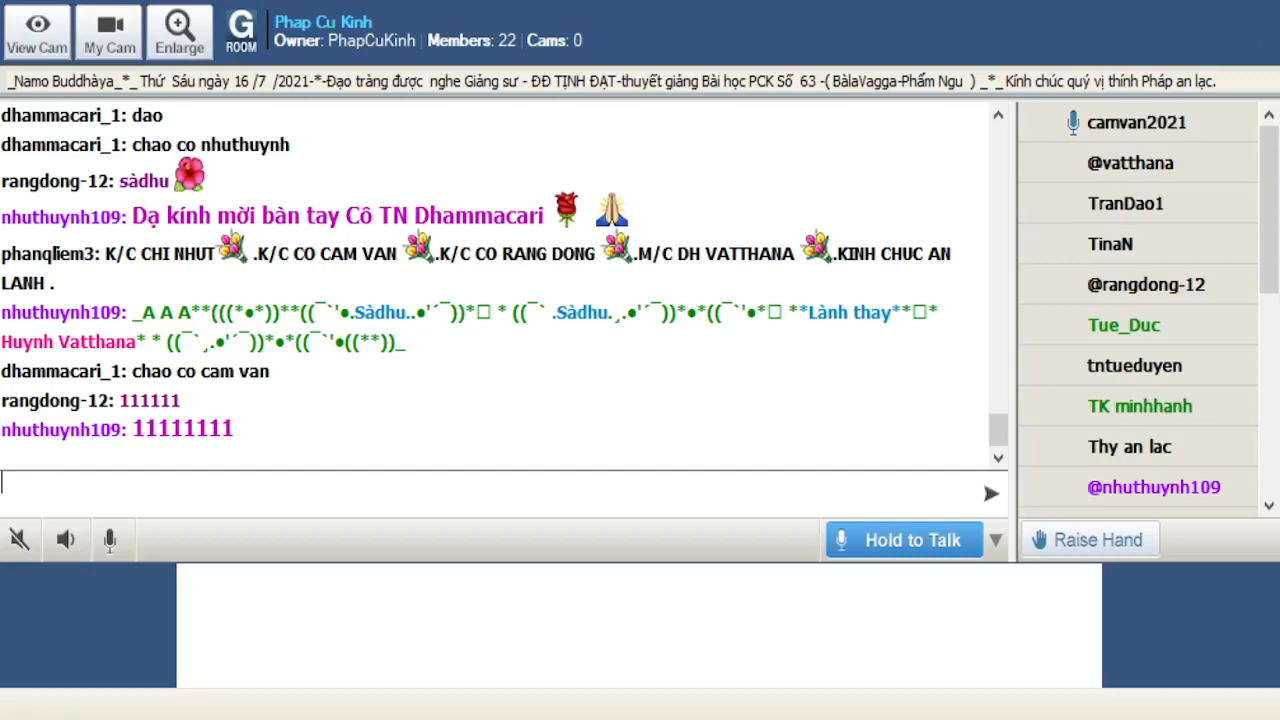 View Cam
My Cam
Enlarge
G
ROOM
Phap Cu Kinh
Owner: PhapCuKinh | Members: 22 | Cams: 0
_Namo Buddhàya_*_ Thứ Sáu ngày 16 /7 /2021-*-Đạo tràng được nghe Giảng sư - ĐĐ TỊNH ĐẠT-thuyết giảng Bài học PCK Số 63 -( BàlaVagga-Phẩm Ngu ) _*_ Kính chúc quý vị thính Pháp an lạc.
dhammacari_1: dao
dhammacari_1: chao co nhuthuynh
rangdong-12: sàdhu
nhuthuynh109: Dạ kính mời bàn tay Cô TN Dhammacari
phanqliem3: K/C CHI NHUT .K/C CO CAM VAN .K/C CO RANG DONG .M/C DH VATTHANA .KINH CHUC AN
LANH .
nhuthuynh109: _A A A**(((*●*))**((¯`'●.Sàdhu..●'´¯))*□ * ((¯` .Sàdhu.¸.●'´¯))*●*((¯`'●*□ **Lành thay**□*
Huynh Vatthana* * ((¯`¸.●'´¯))*●*((¯`'●((**))_
dhammacari_1: chao co cam van
rangdong-12: 111111
nhuthuynh109: 11111111
Hold to Talk
camvan2021
@vatthana
TranDao1
TinaN
@rangdong-12
Tue_Duc
tntueduyen
TK minhhanh
Thy an lac
@nhuthuynh109
Raise Hand